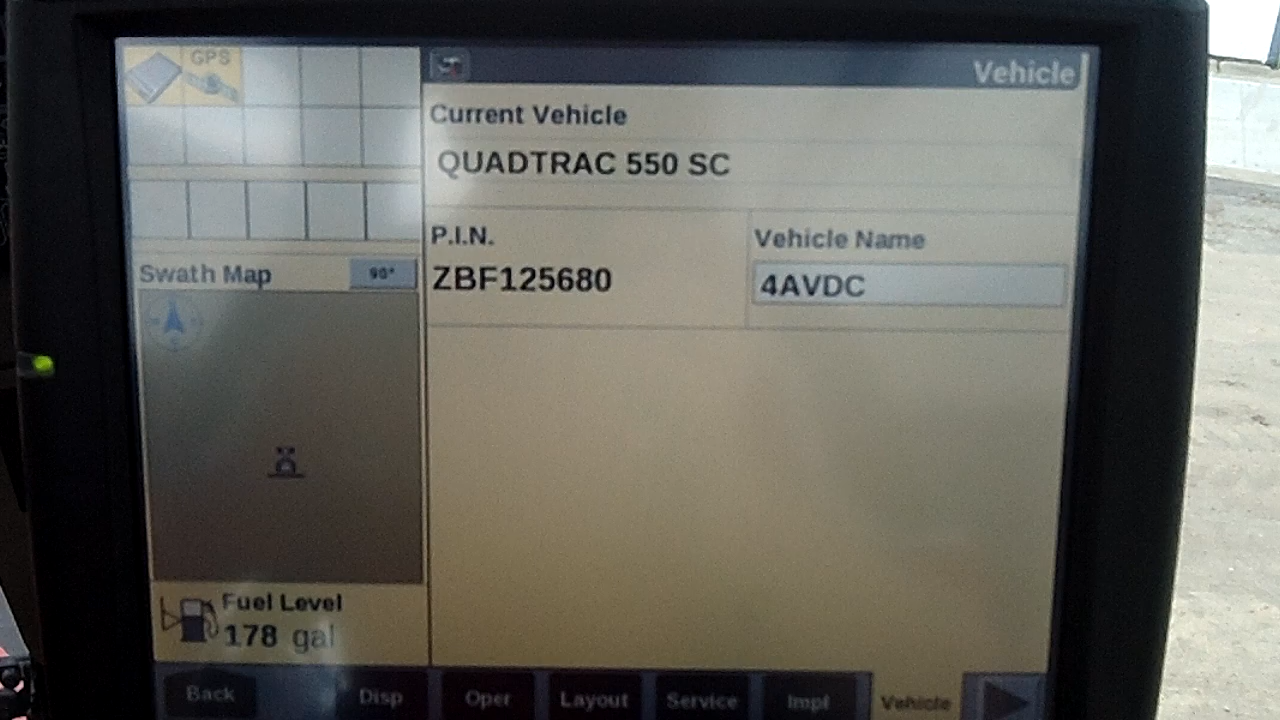 GPS
Vehicle
Current Vehicle
QUADTRAC 550 SC
P.I.N.
ZBF125680
Vehicle Name
4AVDC
Swath Map
90°
Fuel Level
178 gal
Back
Disp
Oper
Layout
Service
Impl
Vehicle